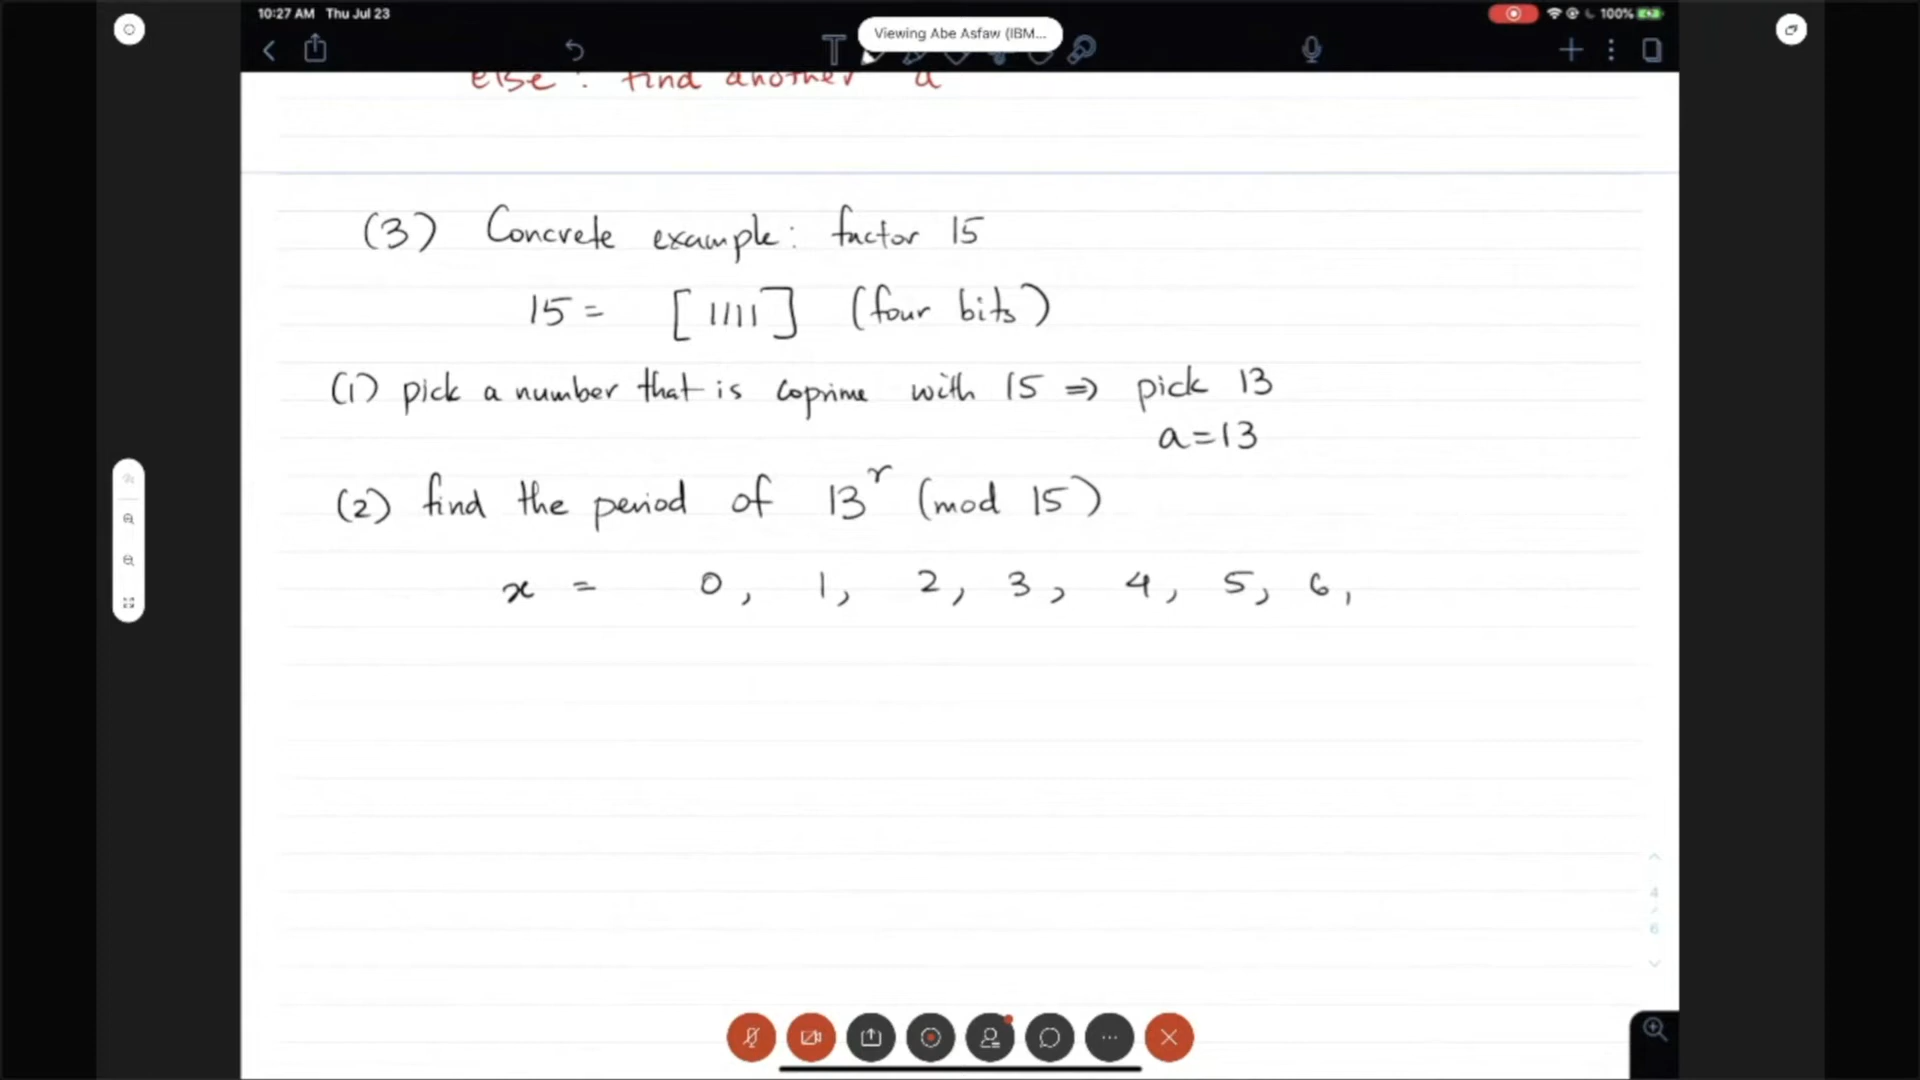 10:27 AM Thu Jul 23
100%
Viewing Abe Asfaw (IBM...
else: find another a
(3) Concrete example: factor 15
15 = [1111] (four bits)
(1) pick a number that is coprime with 15 ⇒ pick 13
a=13
(2) find the period of 13^r (mod 15)
x = 0, 1, 2, 3, 4, 5, 6,
4
/
6